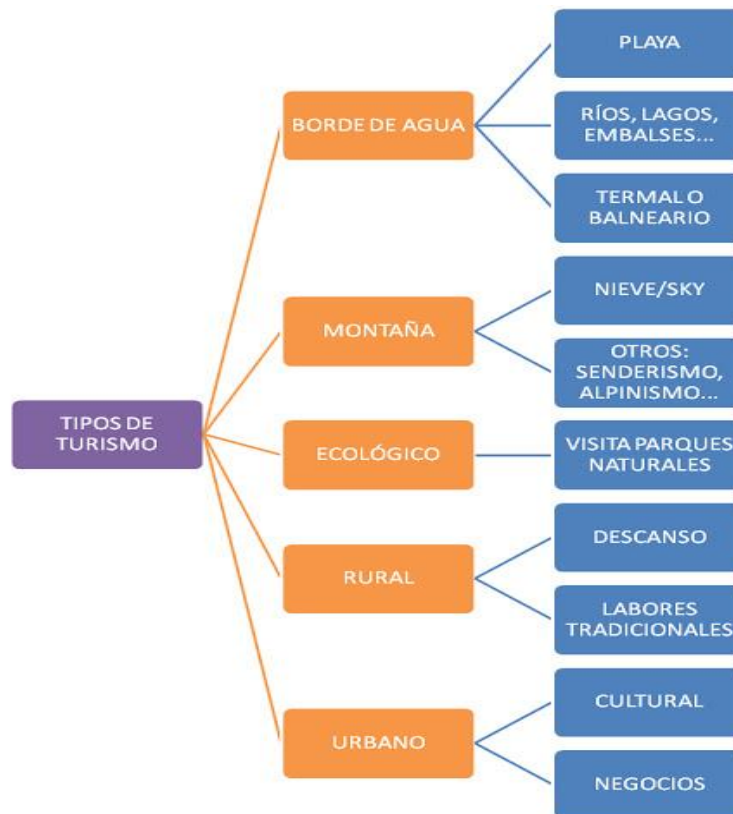 TIPOS DE
TURISMO
BORDE DE AGUA
PLAYA
RÍOS, LAGOS,
EMBALSES...
TERMAL O
BALNEARIO
MONTAÑA
NIEVE/SKY
OTROS:
SENDERISMO,
ALPINISMO...
ECOLÓGICO
VISITA PARQUES
NATURALES
RURAL
DESCANSO
LABORES
TRADICIONALES
URBANO
CULTURAL
NEGOCIOS